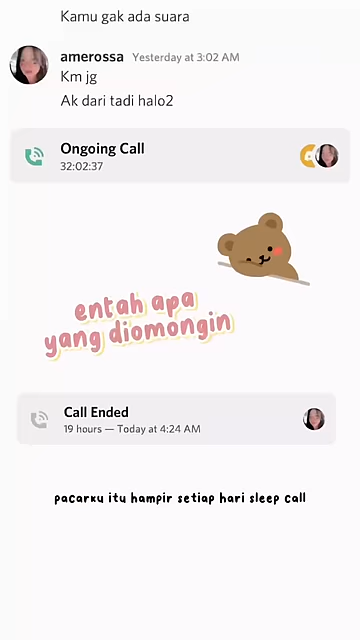 Kamu gak ada suara
amerossa Yesterday at 3:02 AM
Km jg
Ak dari tadi halo2
Ongoing Call
32:02:37
entah apa
yang diomongin
Call Ended
19 hours — Today at 4:24 AM
pacarku itu hampir setiap hari sleep call